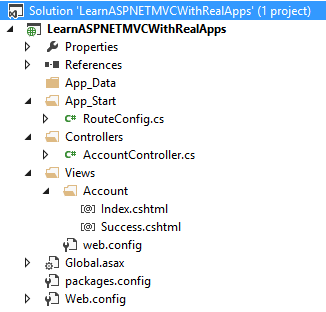 Solution 'LearnASPNETMVCWithRealApps' (1 project)
LearnASPNETMVCWithRealApps
Properties
References
App_Data
App_Start
C# RouteConfig.cs
Controllers
C# AccountController.cs
Views
Account
[@] Index.cshtml
[@] Success.cshtml
web.config
Global.asax
packages.config
Web.config